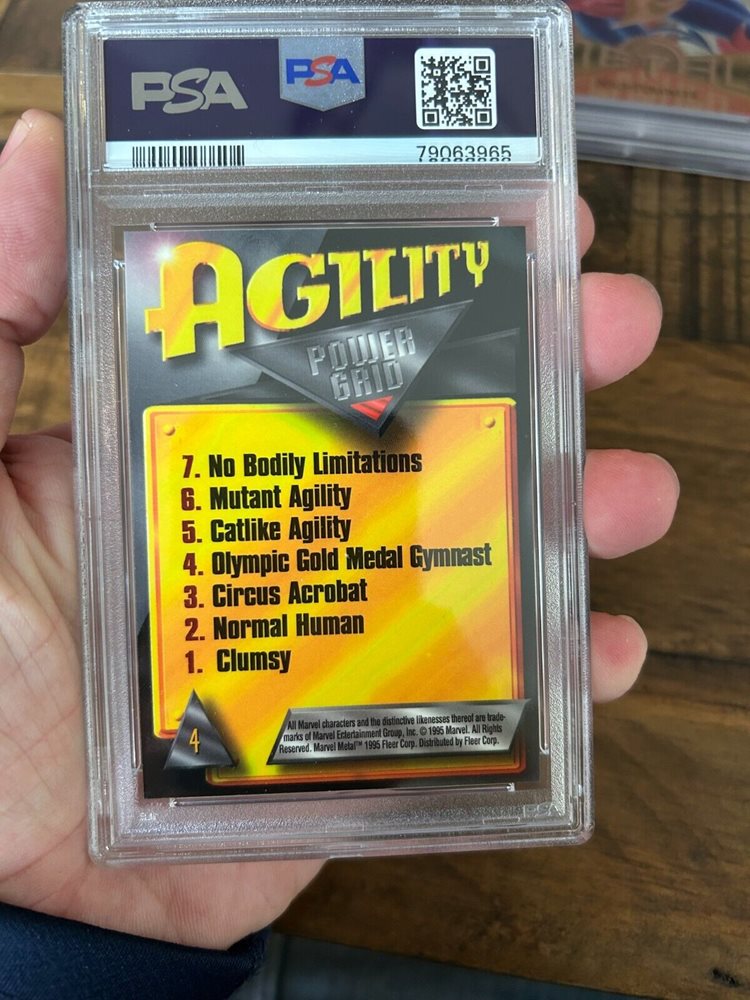 PSA
PSA
79063965
AGILITY
POWER
GRID
7. No Bodily Limitations
6. Mutant Agility
5. Catlike Agility
4. Olympic Gold Medal Gymnast
3. Circus Acrobat
2. Normal Human
1. Clumsy
4
All Marvel characters and the distinctive likenesses thereof are trade-
marks of Marvel Entertainment Group, Inc. © 1995 Marvel. All Rights
Reserved. Marvel Metal™ 1995 Fleer Corp. Distributed by Fleer Corp.
PSA